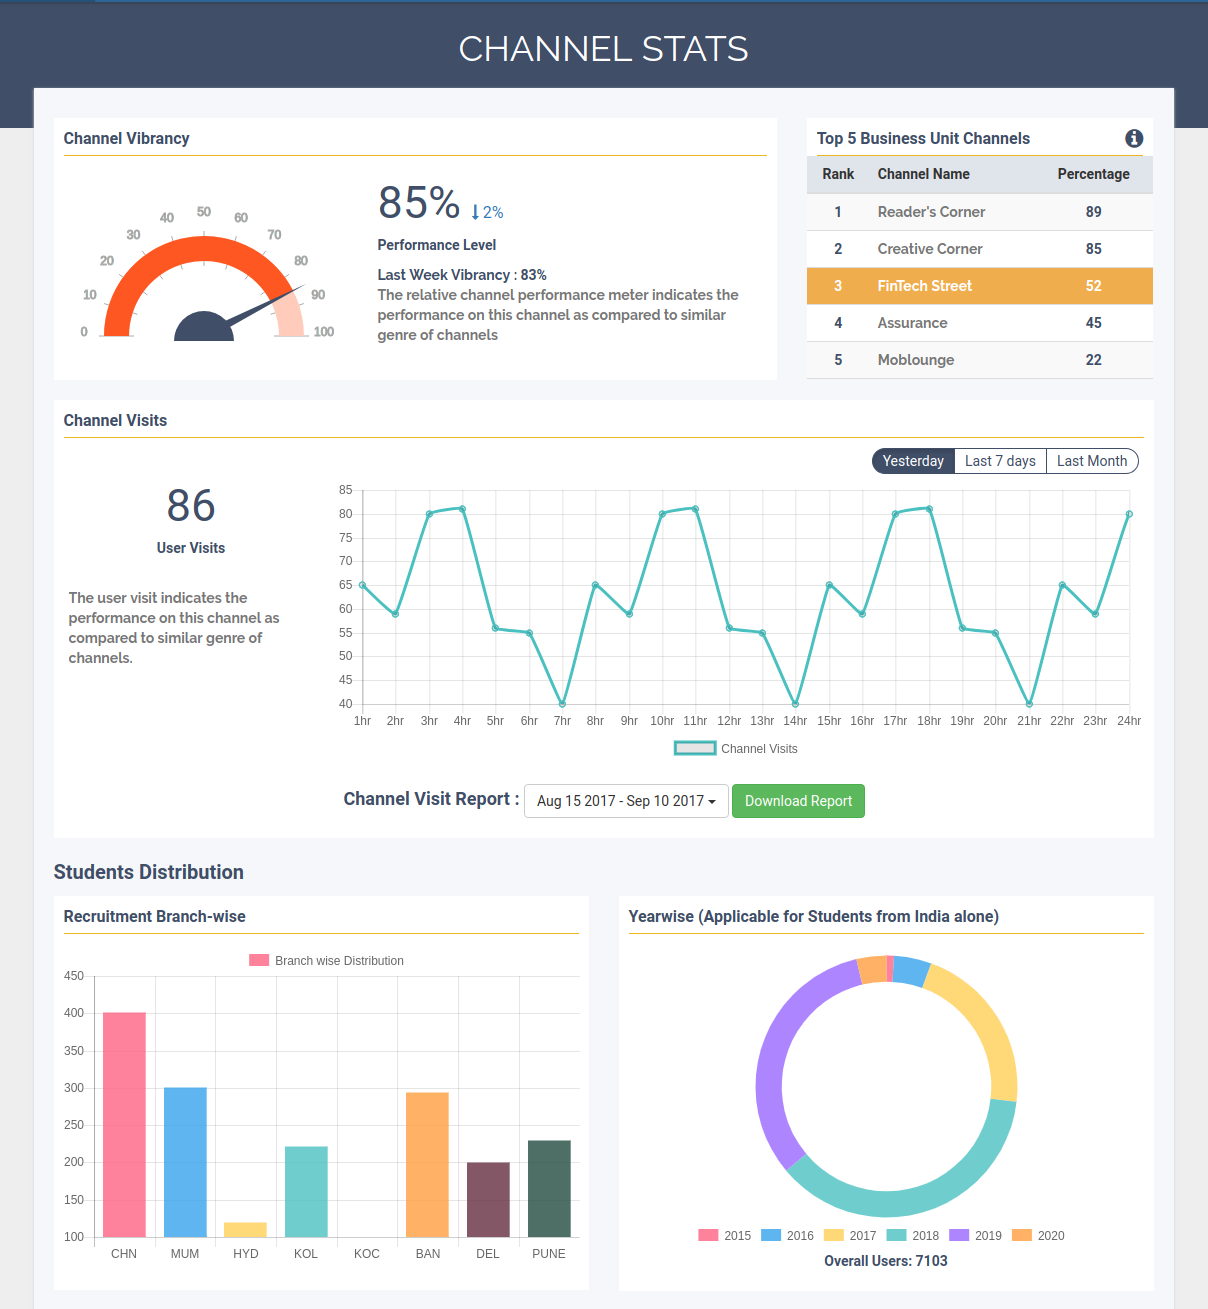 CHANNEL STATS
Channel Vibrancy
0
10
20
30
40
50
60
70
80
90
100
85% 2%
Performance Level
Last Week Vibrancy : 83%
The relative channel performance meter indicates the
performance on this channel as compared to similar
genre of channels
Top 5 Business Unit Channels
Rank Channel Name Percentage
1 Reader's Corner 89
2 Creative Corner 85
3 FinTech Street 52
4 Assurance 45
5 Moblounge 22
Channel Visits
Yesterday Last 7 days Last Month
86
User Visits
The user visit indicates the
performance on this channel as
compared to similar genre of
channels.
85
80
75
70
65
60
55
50
45
40
1hr 2hr 3hr 4hr 5hr 6hr 7hr 8hr 9hr 10hr 11hr 12hr 13hr 14hr 15hr 16hr 17hr 18hr 19hr 20hr 21hr 22hr 23hr 24hr
Channel Visits
Channel Visit Report : Aug 15 2017 - Sep 10 2017 Download Report
Students Distribution
Recruitment Branch-wise
Branch wise Distribution
450
400
350
300
250
200
150
100
CHN MUM HYD KOL KOC BAN DEL PUNE
Yearwise (Applicable for Students from India alone)
2015 2016 2017 2018 2019 2020
Overall Users: 7103